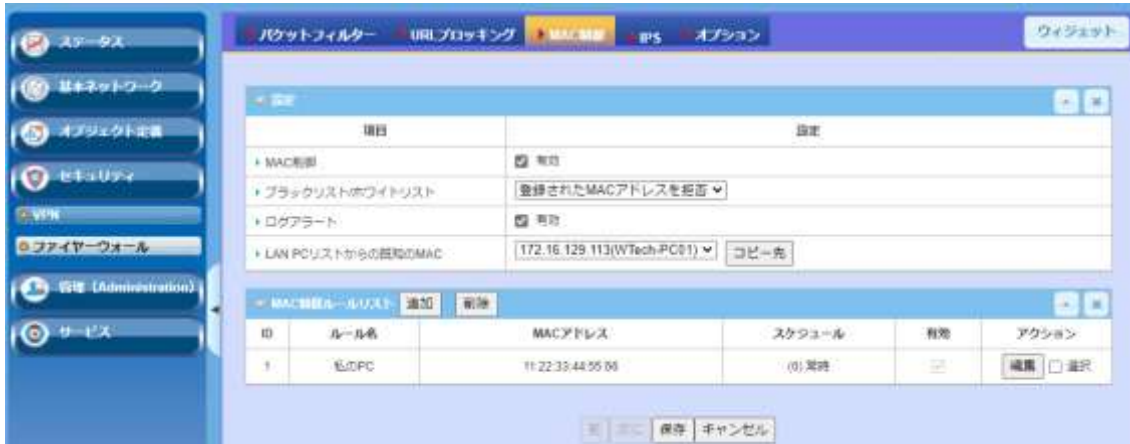 ステータス
基本ネットワーク
オブジェクト定義
セキュリティ
VPN
ファイヤーウォール
管理 (Administration)
サービス
パケットフィルター URLブロッキング MAC制御 IPS オプション
ウィジェット
設定
項目 設定
MAC制御 有効
ブラックリスト/ホワイトリスト 登録されたMACアドレスを拒否
ログアラート 有効
LAN PCリストからの既知のMAC 172.16.129.113(WTech-PC01) コピー先
MAC制御ルールリスト 追加 削除
ID ルール名 MACアドレス スケジュール 有効 アクション
1 私のPC 11:22:33:44:55:66 (0) 常時 編集 選択
保存 キャンセル